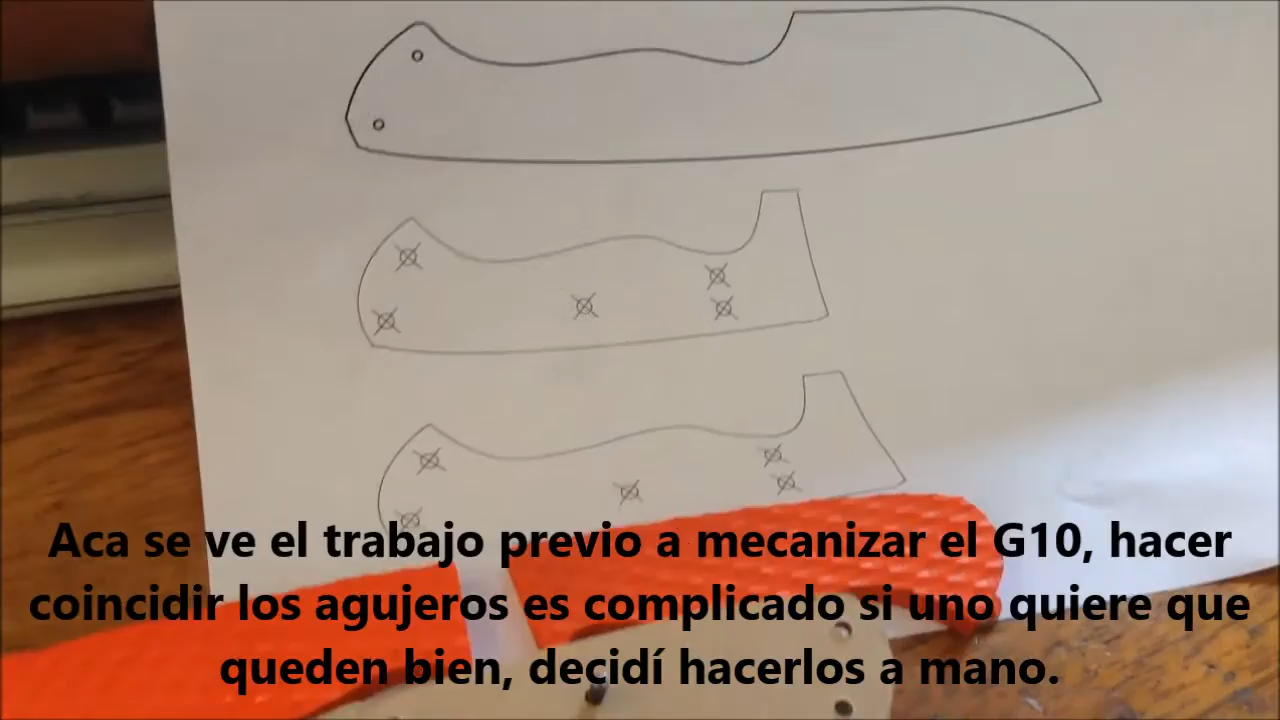 Aca se ve el trabajo previo a mecanizar el G10, hacer
coincidir los agujeros es complicado si uno quiere que
queden bien, decidí hacerlos a mano.